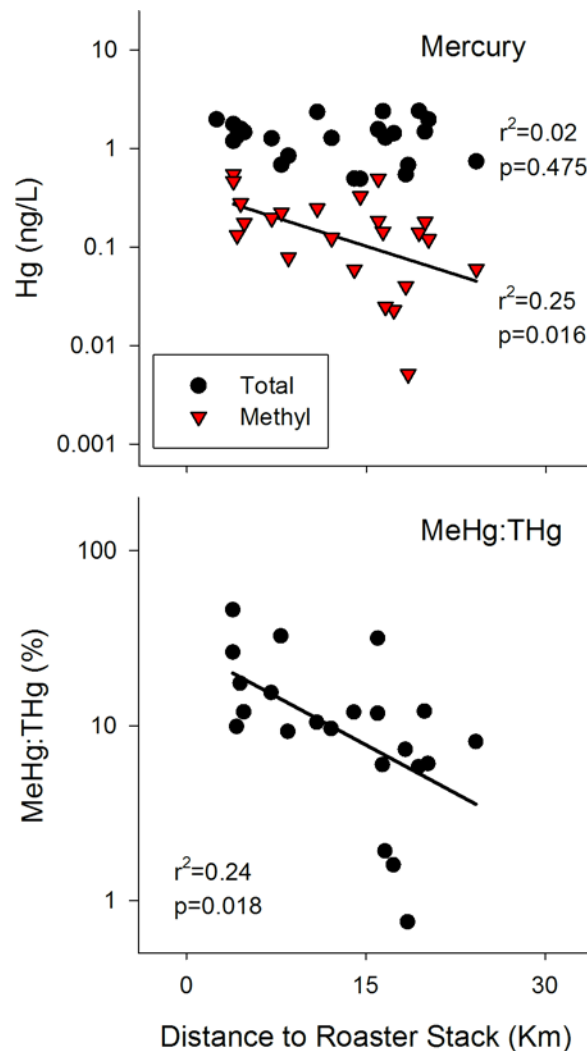 Mercury
10
1
0.1
0.01
0.001
Hg (ng/L)
r²=0.02
p=0.475
r²=0.25
p=0.016
Total
Methyl
MeHg:THg
100
10
1
MeHg:THg (%)
r²=0.24
p=0.018
0 15 30
Distance to Roaster Stack (Km)